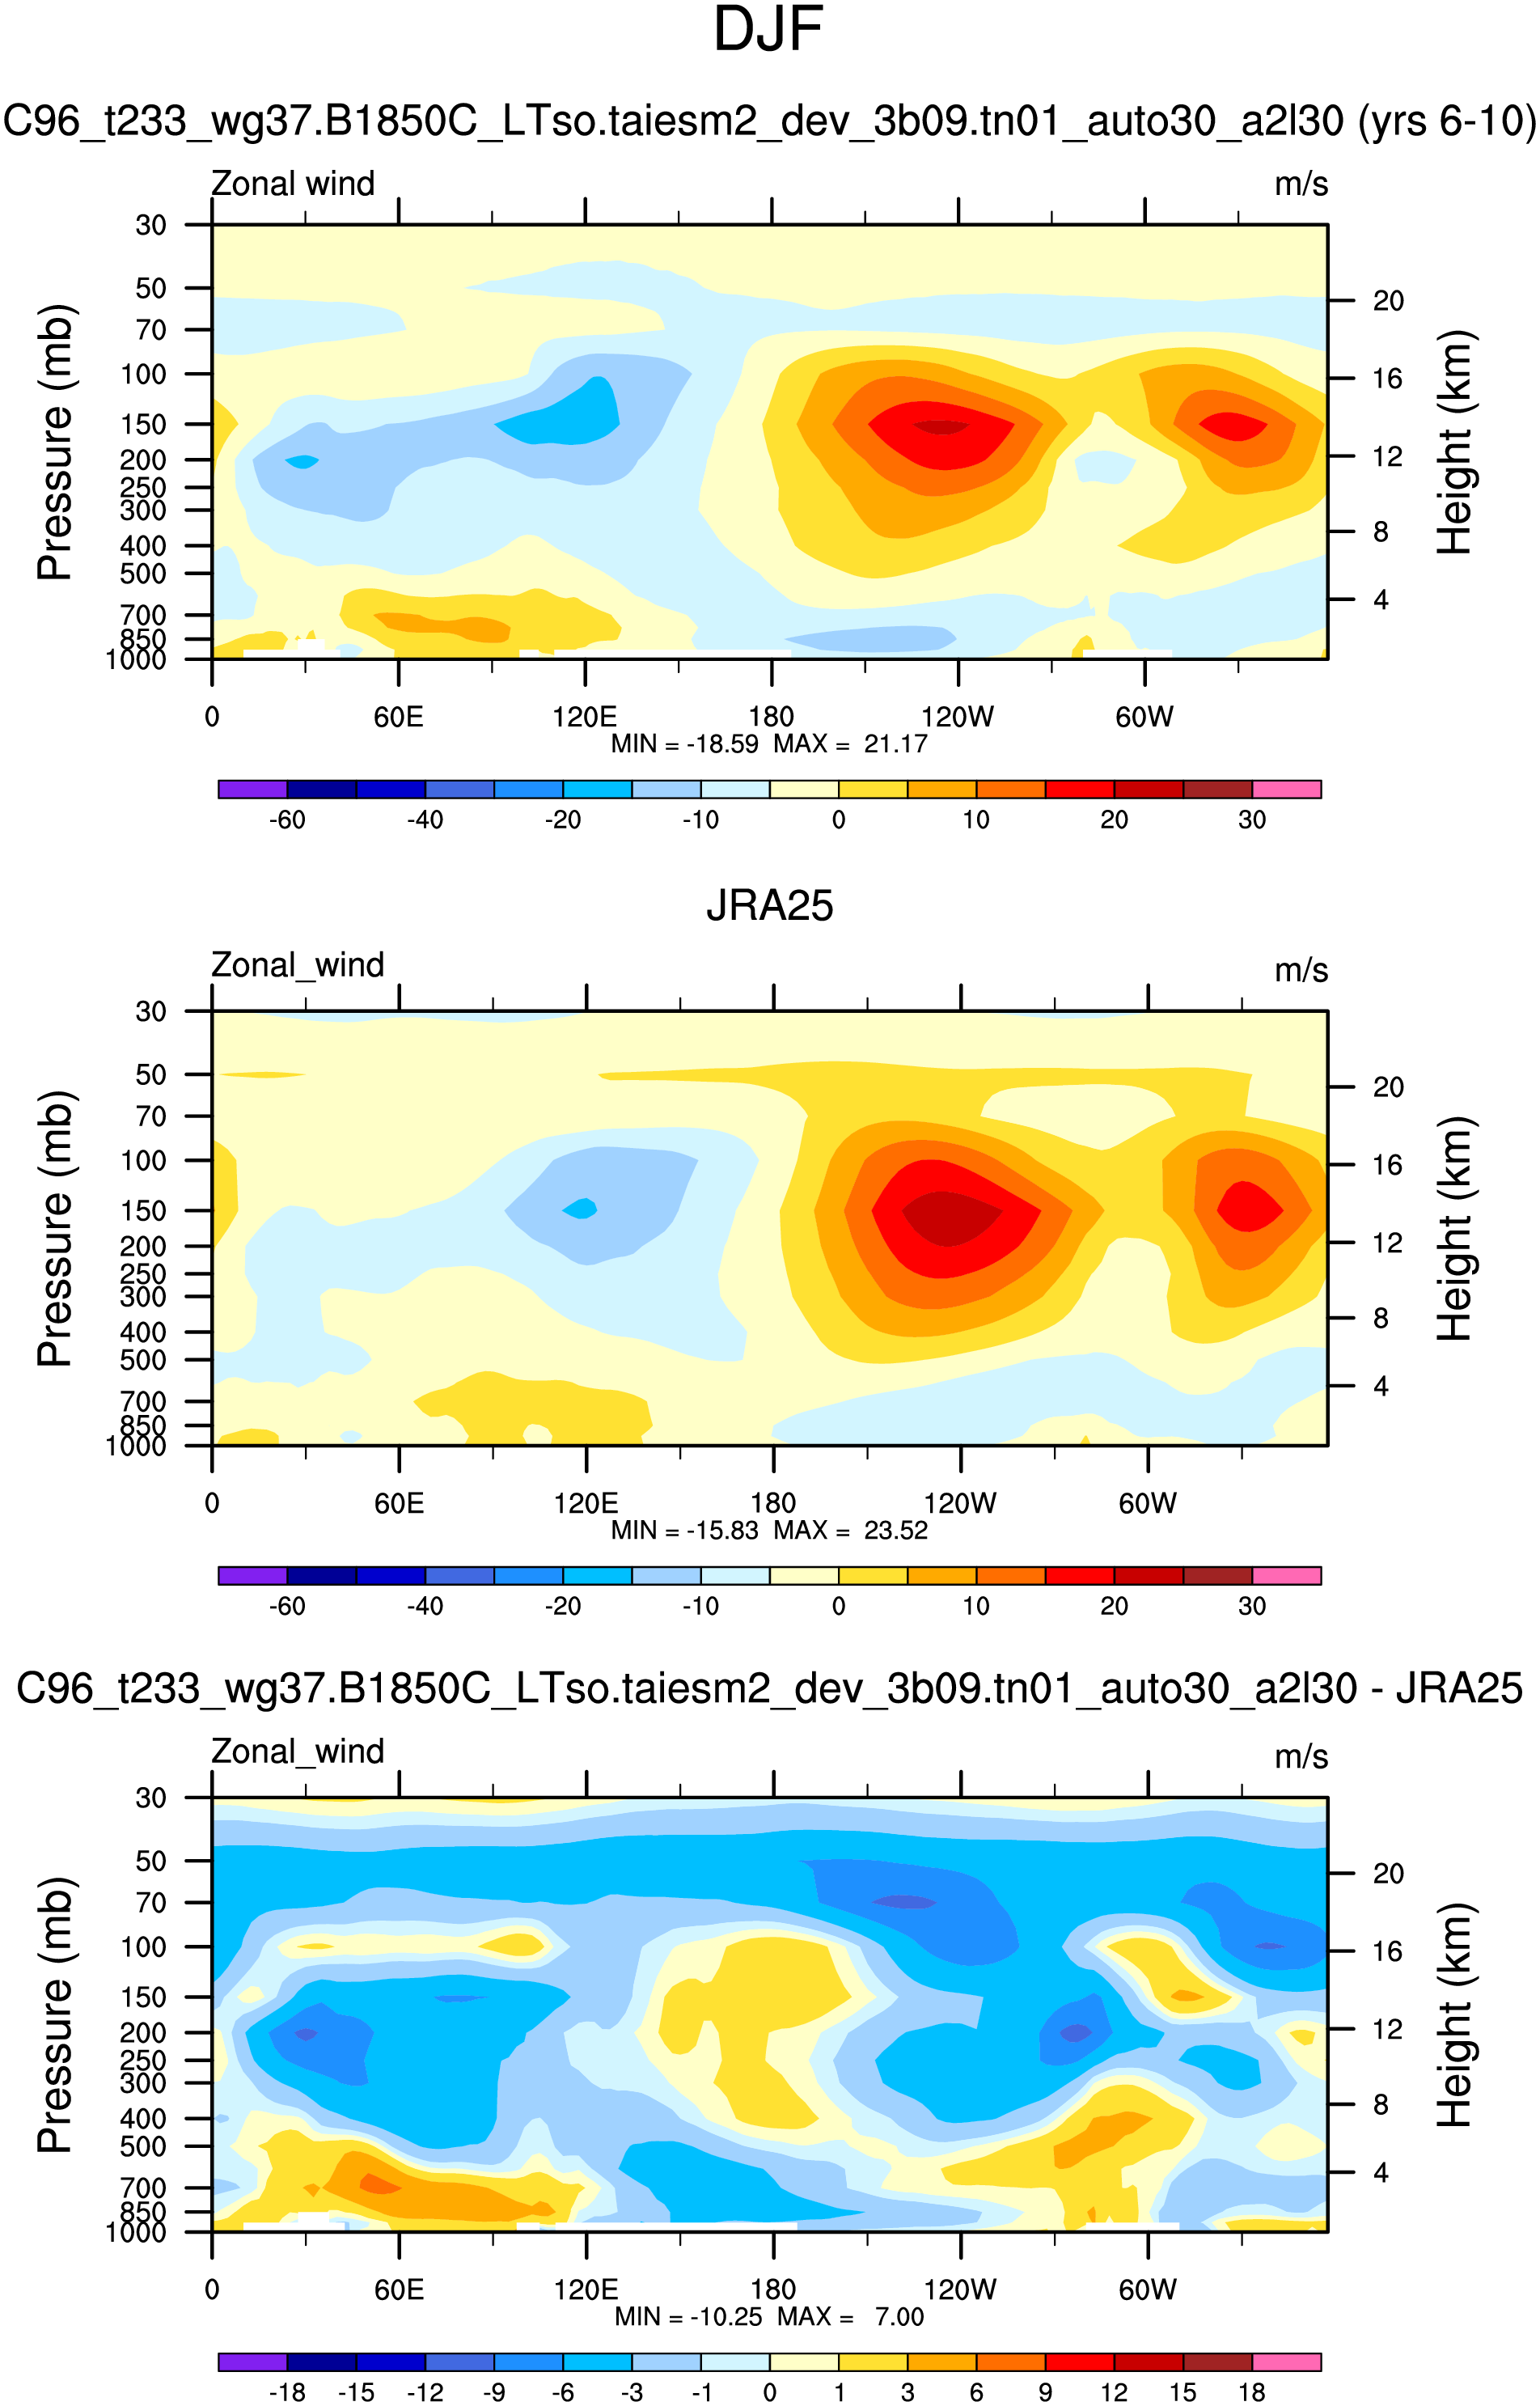 DJF
C96_t233_wg37.B1850C_LTso.taiesm2_dev_3b09.tn01_auto30_a2l30 (yrs 6-10)
Zonal wind m/s
Pressure (mb)
30
50
70
100
150
200
250
300
400
500
700
850
1000
Height (km)
20
16
12
8
4
0 60E 120E 180 120W 60W
MIN = -18.59 MAX = 21.17
-60 -40 -20 -10 0 10 20 30
JRA25
Zonal_wind m/s
Pressure (mb)
30
50
70
100
150
200
250
300
400
500
700
850
1000
Height (km)
20
16
12
8
4
0 60E 120E 180 120W 60W
MIN = -15.83 MAX = 23.52
-60 -40 -20 -10 0 10 20 30
C96_t233_wg37.B1850C_LTso.taiesm2_dev_3b09.tn01_auto30_a2l30 - JRA25
Zonal_wind m/s
Pressure (mb)
30
50
70
100
150
200
250
300
400
500
700
850
1000
Height (km)
20
16
12
8
4
0 60E 120E 180 120W 60W
MIN = -10.25 MAX = 7.00
-18 -15 -12 -9 -6 -3 -1 0 1 3 6 9 12 15 18